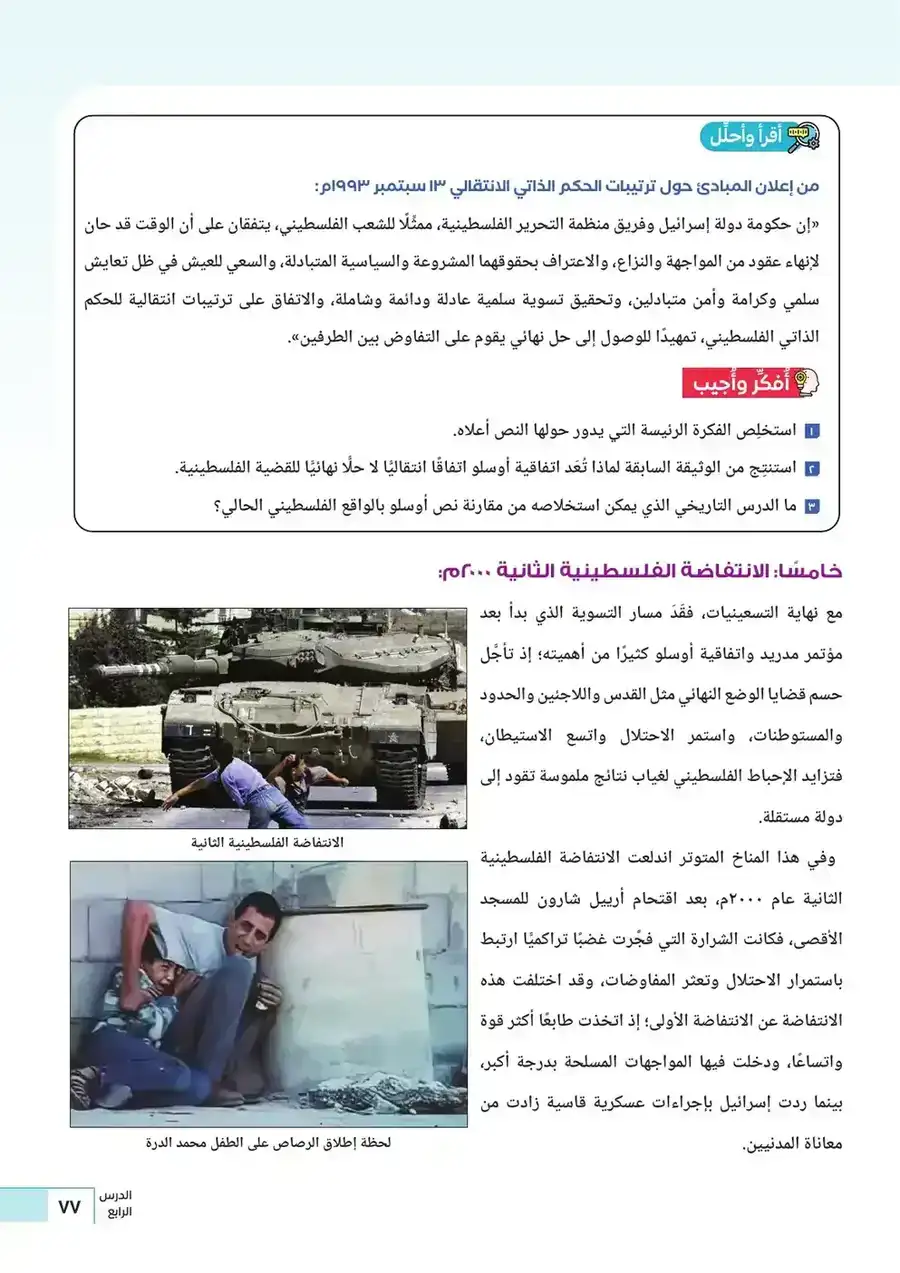 أقرأ وأحلِّل
من إعلان المبادئ حول ترتيبات الحكم الذاتي الانتقالي ١٣ سبتمبر ١٩٩٣م:
«إن حكومة دولة إسرائيل وفريق منظمة التحرير الفلسطينية، ممثِّلًا للشعب الفلسطيني، يتفقان على أن الوقت قد حان
لإنهاء عقود من المواجهة والنزاع، والاعتراف بحقوقهما المشروعة والسياسية المتبادلة، والسعي للعيش في ظل تعايش
سلمي وكرامة وأمن متبادلين، وتحقيق تسوية سلمية عادلة ودائمة وشاملة، والاتفاق على ترتيبات انتقالية للحكم
الذاتي الفلسطيني، تمهيدًا للوصول إلى حل نهائي يقوم على التفاوض بين الطرفين».
أُفكِّر وأُجيب
١ استخلِص الفكرة الرئيسة التي يدور حولها النص أعلاه.
٢ استنتِج من الوثيقة السابقة لماذا تُعَد اتفاقية أوسلو اتفاقًا انتقاليًّا لا حلًّا نهائيًّا للقضية الفلسطينية.
٣ ما الدرس التاريخي الذي يمكن استخلاصه من مقارنة نص أوسلو بالواقع الفلسطيني الحالي؟
خامسًا: الانتفاضة الفلسطينية الثانية ٢٠٠٠م:
مع نهاية التسعينيات، فقَدَ مسار التسوية الذي بدأ بعد
مؤتمر مدريد واتفاقية أوسلو كثيرًا من أهميته؛ إذ تأجَّل
حسم قضايا الوضع النهائي مثل القدس واللاجئين والحدود
والمستوطنات، واستمر الاحتلال واتسع الاستيطان،
فتزايد الإحباط الفلسطيني لغياب نتائج ملموسة تقود إلى
دولة مستقلة.
وفي هذا المناخ المتوتر اندلعت الانتفاضة الفلسطينية
الثانية عام ٢٠٠٠م، بعد اقتحام أرييل شارون للمسجد
الأقصى، فكانت الشرارة التي فجَّرت غضبًا تراكميًّا ارتبط
باستمرار الاحتلال وتعثر المفاوضات، وقد اختلفت هذه
الانتفاضة عن الانتفاضة الأولى؛ إذ اتخذت طابعًا أكثر قوة
واتساعًا، ودخلت فيها المواجهات المسلحة بدرجة أكبر،
بينما ردت إسرائيل بإجراءات عسكرية قاسية زادت من
معاناة المدنيين.
الانتفاضة الفلسطينية الثانية
لحظة إطلاق الرصاص على الطفل محمد الدرة
الدرس
الرابع
٧٧